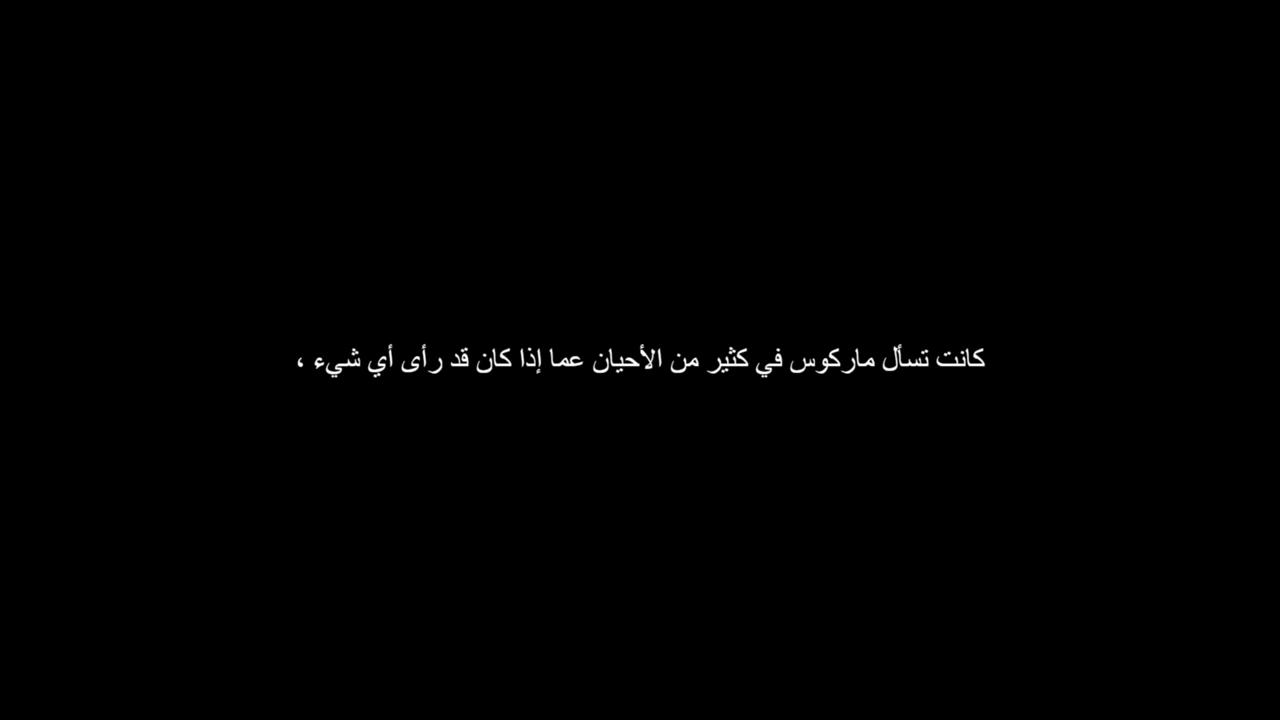 كانت تسأل ماركوس في كثير من الأحيان عما إذا كان قد رأى أي شيء ،